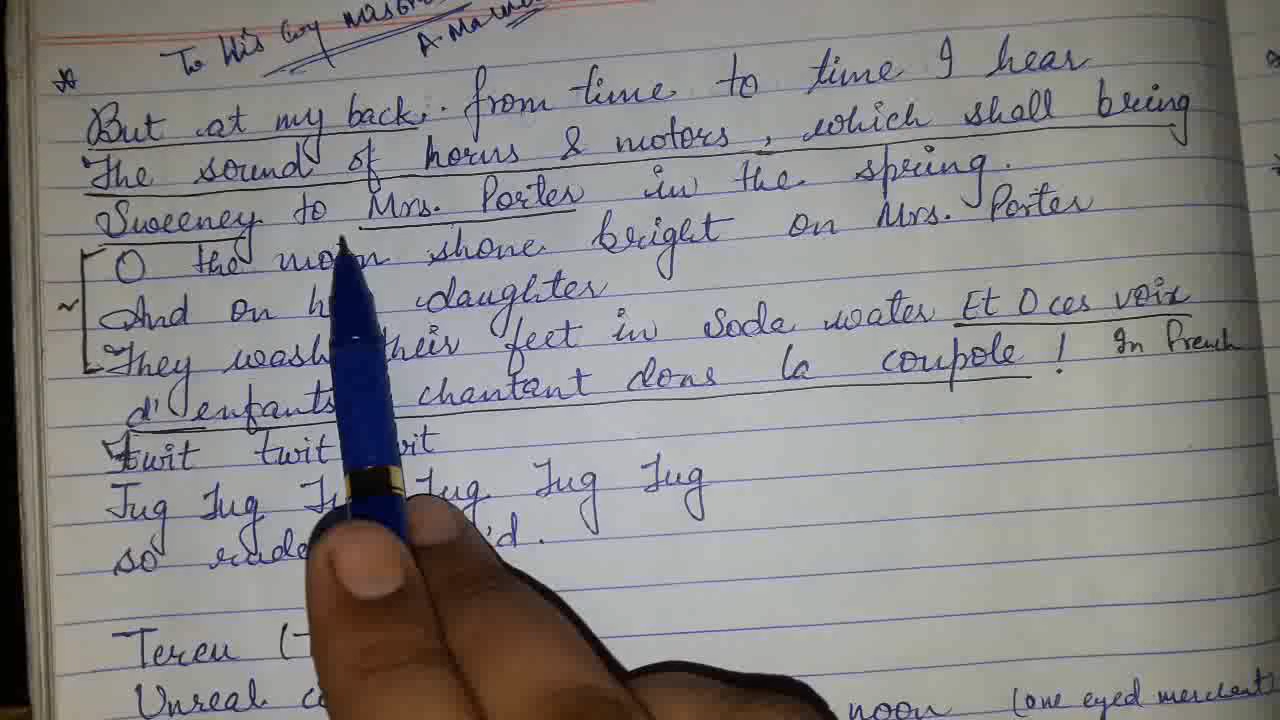 To His Coy
A. Marv
But at my back. from time to time I hear
The sound of horns & motors, which shall bring
Sweeney to Mrs. Porter in the spring.
O the moon shone bright on Mrs. Porter
And on daughter
They wash their feet in Soda water Et O ces voix
d' enfants chantant dons la coupole ! In French
Twit twit
Jug Jug Jug Jug Jug
so 'd.
Tereu (
Unreal noon (one eyed merchant